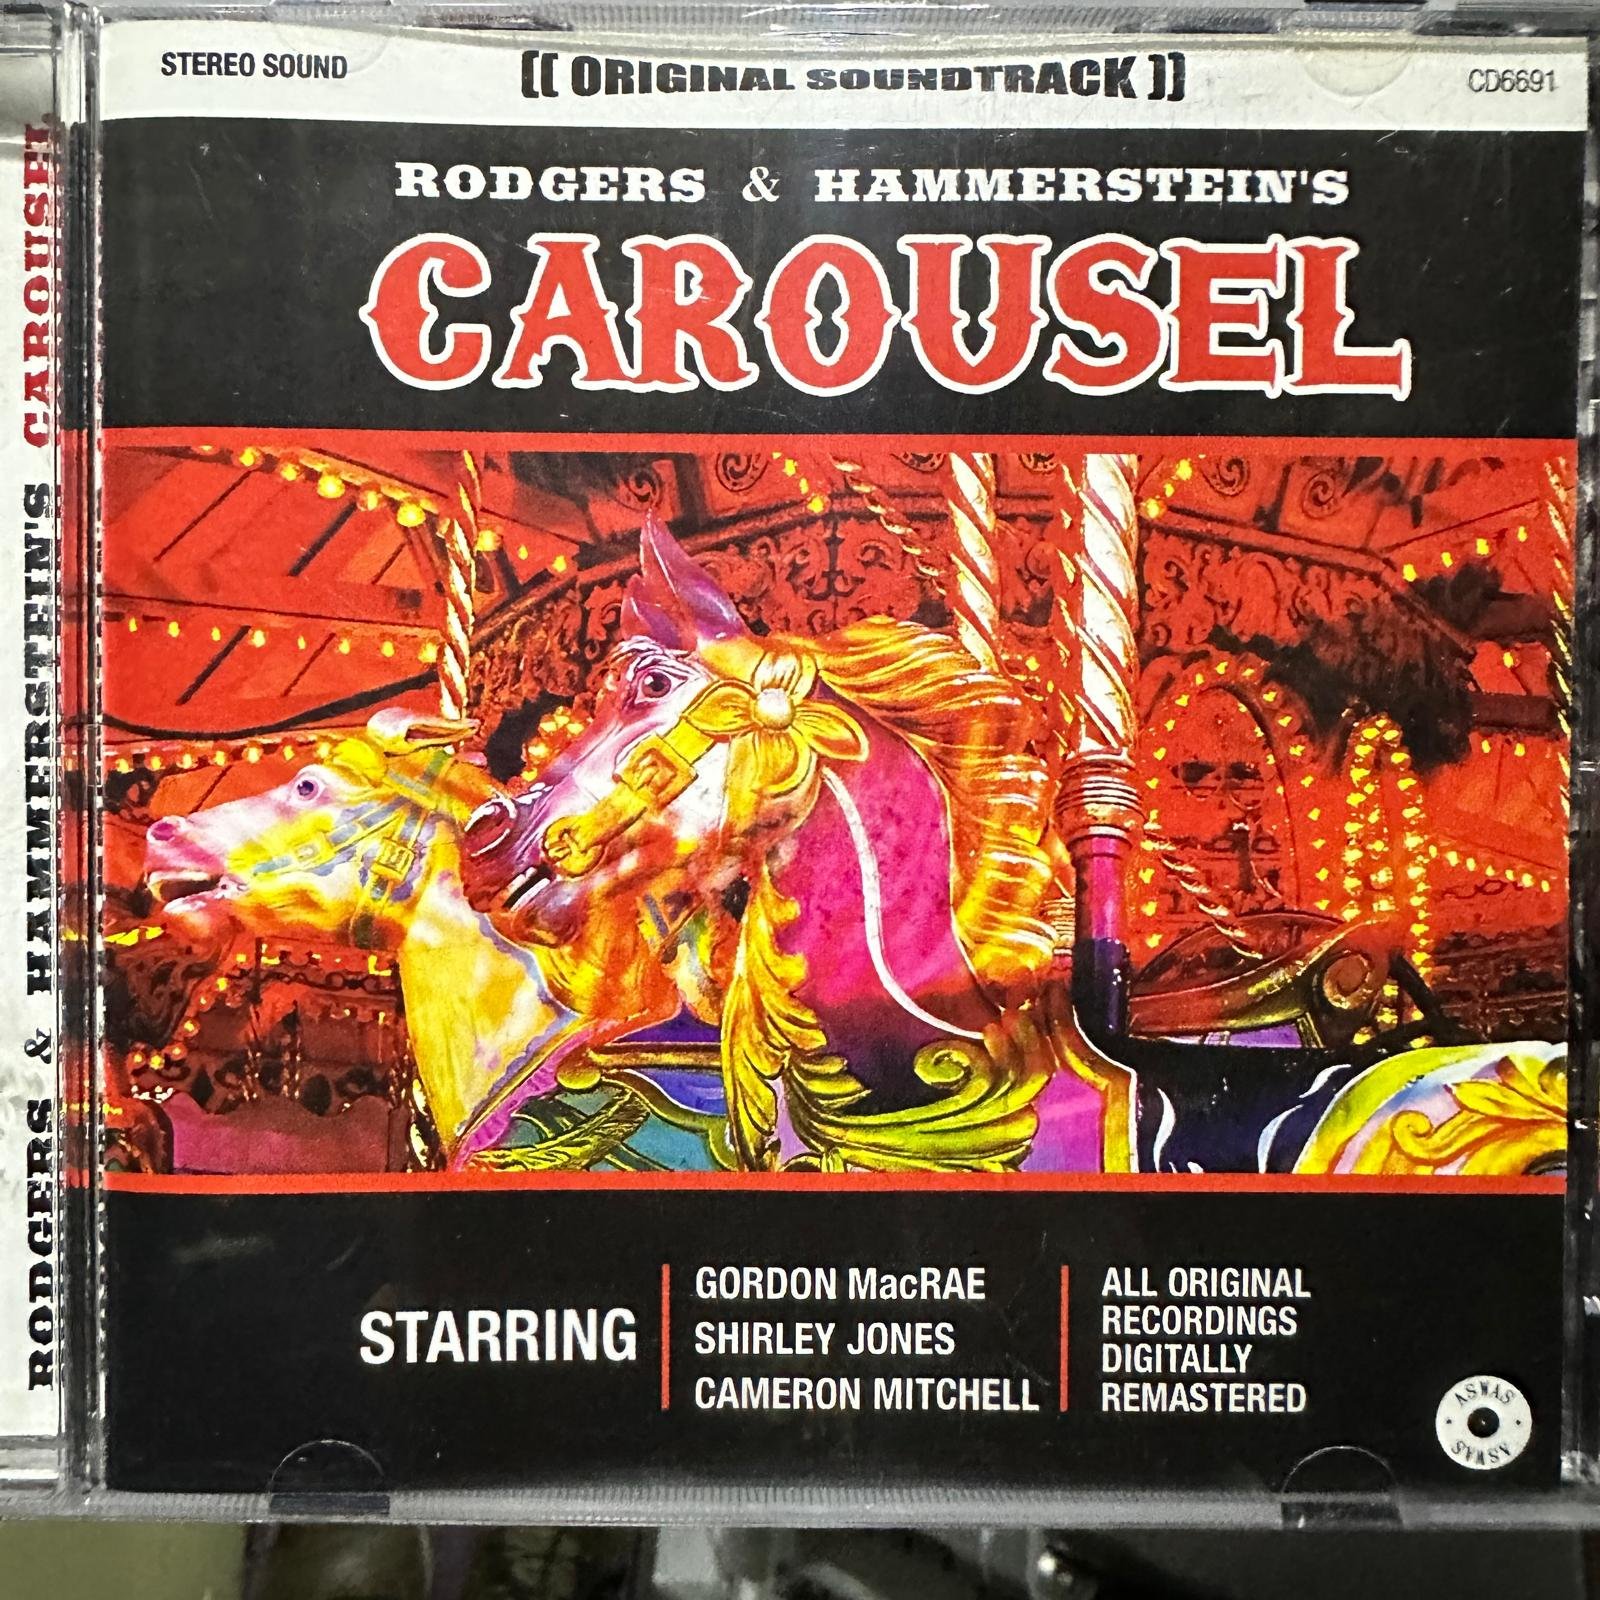 STEREO SOUND
[[ ORIGINAL SOUNDTRACK ]]
CD6691
RODGERS & HAMMERSTEIN'S
CAROUSEL
STARRING
GORDON MacRAE
SHIRLEY JONES
CAMERON MITCHELL
ALL ORIGINAL
RECORDINGS
DIGITALLY
REMASTERED
ASWAS
ASWAS
RODGERS & HAMMERSTEIN'S CAROUSEL